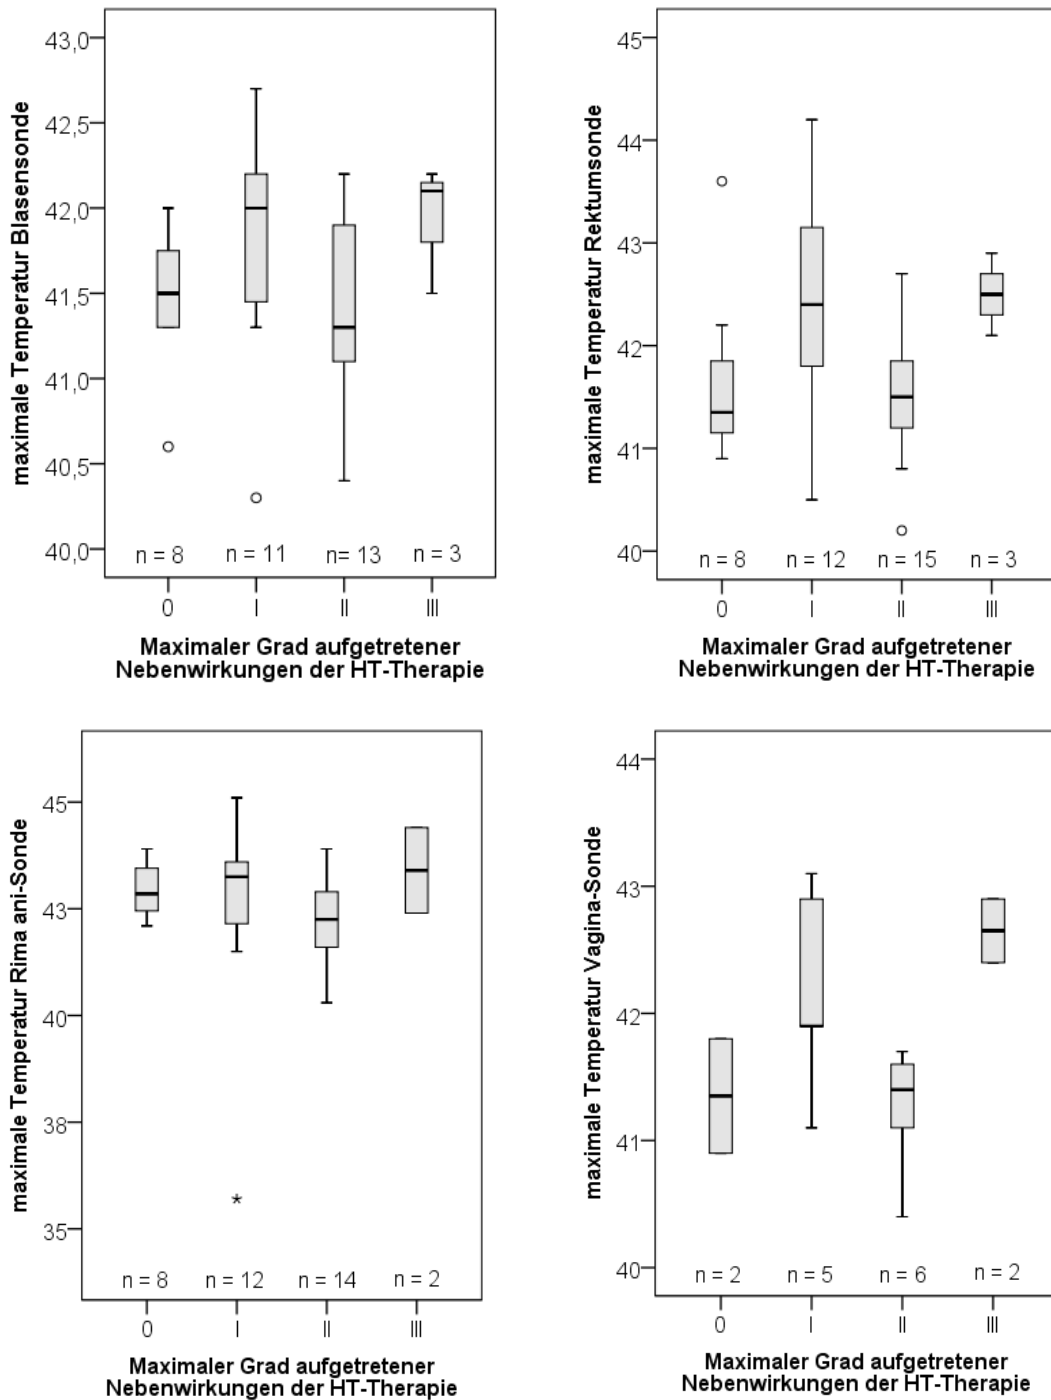 maximale Temperatur Blasensonde
43,0
42,5
42,0
41,5
41,0
40,5
40,0
n = 8
n = 11
n= 13
n = 3
0
I
II
III
Maximaler Grad aufgetretener
Nebenwirkungen der HT-Therapie
maximale Temperatur Rektumsonde
45
44
43
42
41
40
n = 8
n = 12
n = 15
n = 3
0
I
II
III
Maximaler Grad aufgetretener
Nebenwirkungen der HT-Therapie
maximale Temperatur Rima ani-Sonde
45
43
40
38
35
n = 8
n = 12
n = 14
n = 2
0
I
II
III
Maximaler Grad aufgetretener
Nebenwirkungen der HT-Therapie
maximale Temperatur Vagina-Sonde
44
43
42
41
40
n = 2
n = 5
n = 6
n = 2
0
I
II
III
Maximaler Grad aufgetretener
Nebenwirkungen der HT-Therapie